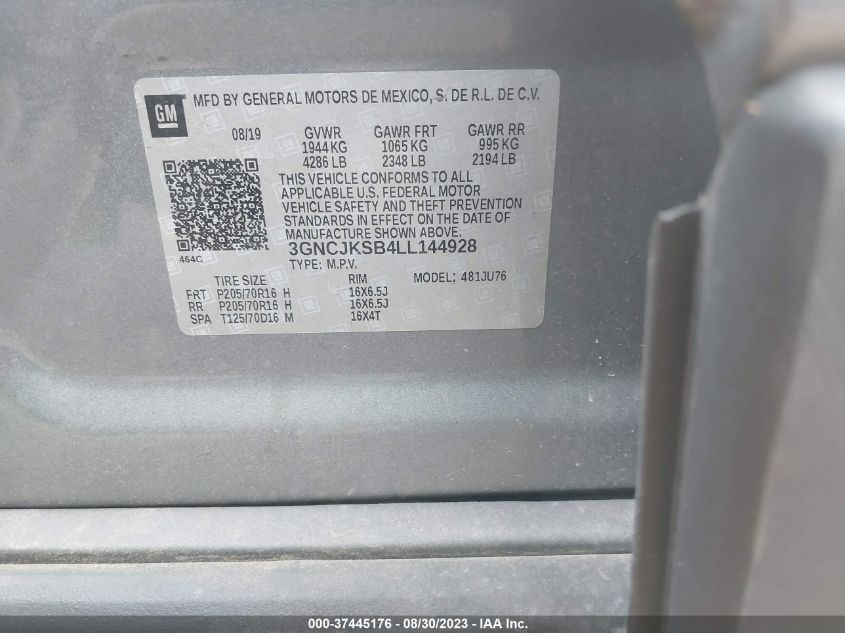 GM
MFD BY GENERAL MOTORS DE MEXICO, S. DE R.L. DE C.V.
08/19 GVWR GAWR FRT GAWR RR
1944 KG 1065 KG 995 KG
4286 LB 2348 LB 2194 LB
THIS VEHICLE CONFORMS TO ALL
APPLICABLE U.S. FEDERAL MOTOR
VEHICLE SAFETY AND THEFT PREVENTION
STANDARDS IN EFFECT ON THE DATE OF
MANUFACTURE SHOWN ABOVE.
464C 3GNCJKSB4LL144928
TYPE: M.P.V.
TIRE SIZE RIM MODEL: 481JU76
FRT P205/70R16 H 16X6.5J
RR P205/70R16 H 16X6.5J
SPA T125/70D16 M 16X4T
000-37445176 - 08/30/2023 - IAA Inc.